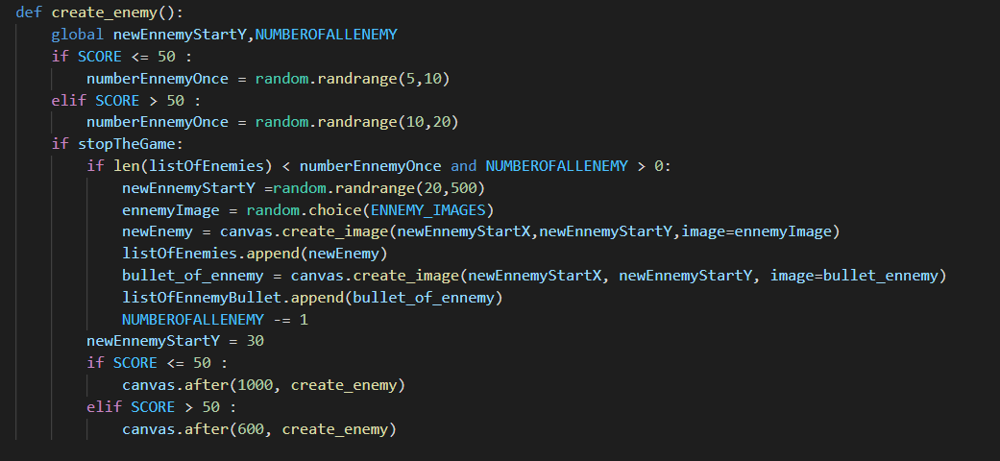 def create_enemy():
    global newEnnemyStartY,NUMBEROFALLENEMY
    if SCORE <= 50 :
        numberEnnemyOnce = random.randrange(5,10)
    elif SCORE > 50 :
        numberEnnemyOnce = random.randrange(10,20)
    if stopTheGame:
        if len(listOfEnemies) < numberEnnemyOnce and NUMBEROFALLENEMY > 0:
            newEnnemyStartY =random.randrange(20,500)
            ennemyImage = random.choice(ENNEMY_IMAGES)
            newEnemy = canvas.create_image(newEnnemyStartX,newEnnemyStartY,image=ennemyImage)
            listOfEnemies.append(newEnemy)
            bullet_of_ennemy = canvas.create_image(newEnnemyStartX, newEnnemyStartY, image=bullet_ennemy)
            listOfEnnemyBullet.append(bullet_of_ennemy)
            NUMBEROFALLENEMY -= 1
        newEnnemyStartY = 30
        if SCORE <= 50 :
            canvas.after(1000, create_enemy)
        elif SCORE > 50 :
            canvas.after(600, create_enemy)